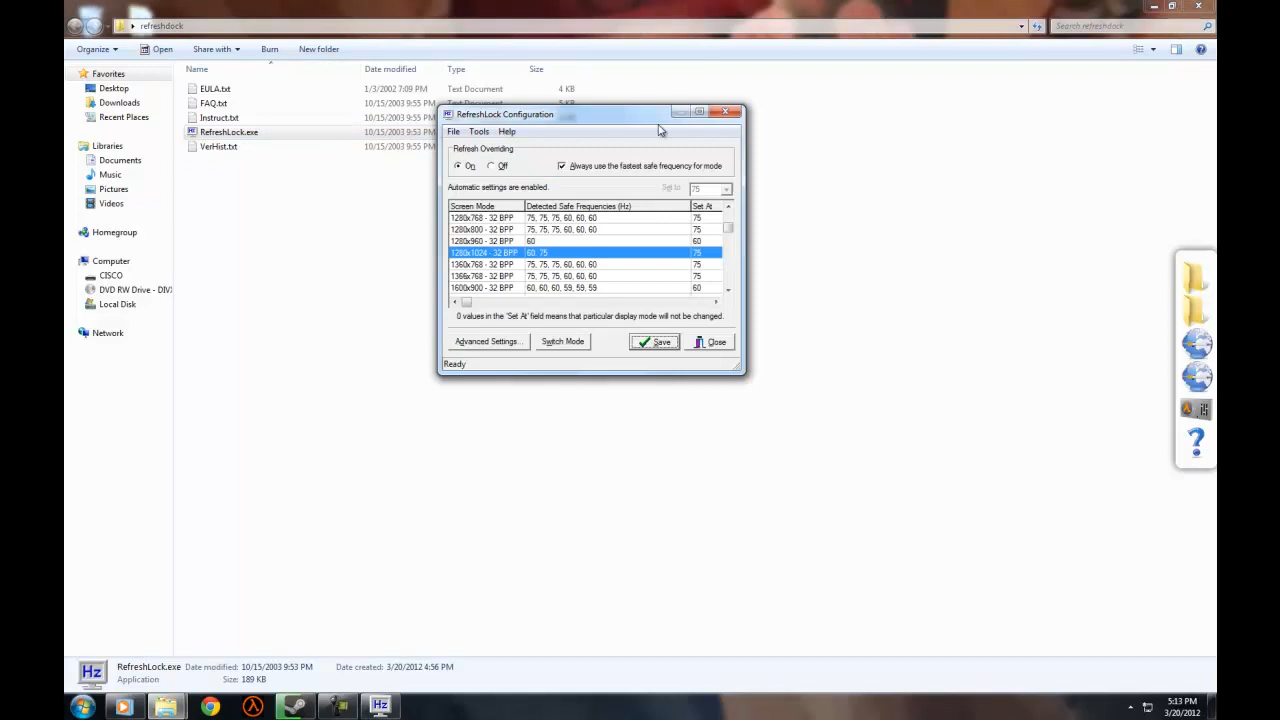 refreshdock
Search refreshdock
Organize Open Share with Burn New folder
Favorites
Desktop
Downloads
Recent Places
Libraries
Documents
Music
Pictures
Videos
Homegroup
Computer
CISCO
DVD RW Drive - DIV
Local Disk
Network
Name Date modified Type Size
EULA.txt 1/3/2002 7:09 PM Text Document 4 KB
FAQ.txt 10/15/2003 9:55 PM Text Document 5 KB
Instruct.txt 10/15/2003 9:55 PM
RefreshLock.exe 10/15/2003 9:53 PM
VerHist.txt 10/15/2003 9:55 PM
RefreshLock Configuration
File Tools Help
Refresh Overriding
On Off Always use the fastest safe frequency for mode
Automatic settings are enabled. Set to 75
Screen Mode Detected Safe Frequencies (Hz) Set At
1280x768 - 32 BPP 75, 75, 75, 60, 60, 60 75
1280x800 - 32 BPP 75, 75, 75, 60, 60, 60 75
1280x960 - 32 BPP 60 60
1280x1024 - 32 BPP 60, 75 75
1360x768 - 32 BPP 75, 75, 75, 60, 60, 60 75
1366x768 - 32 BPP 75, 75, 75, 60, 60, 60 75
1600x900 - 32 BPP 60, 60, 60, 59, 59, 59 60
0 values in the 'Set At' field means that particular display mode will not be changed.
Advanced Settings... Switch Mode Save Close
Ready
Hz
RefreshLock.exe Date modified: 10/15/2003 9:53 PM Date created: 3/20/2012 4:56 PM
Application Size: 189 KB
Hz
5:13 PM
3/20/2012